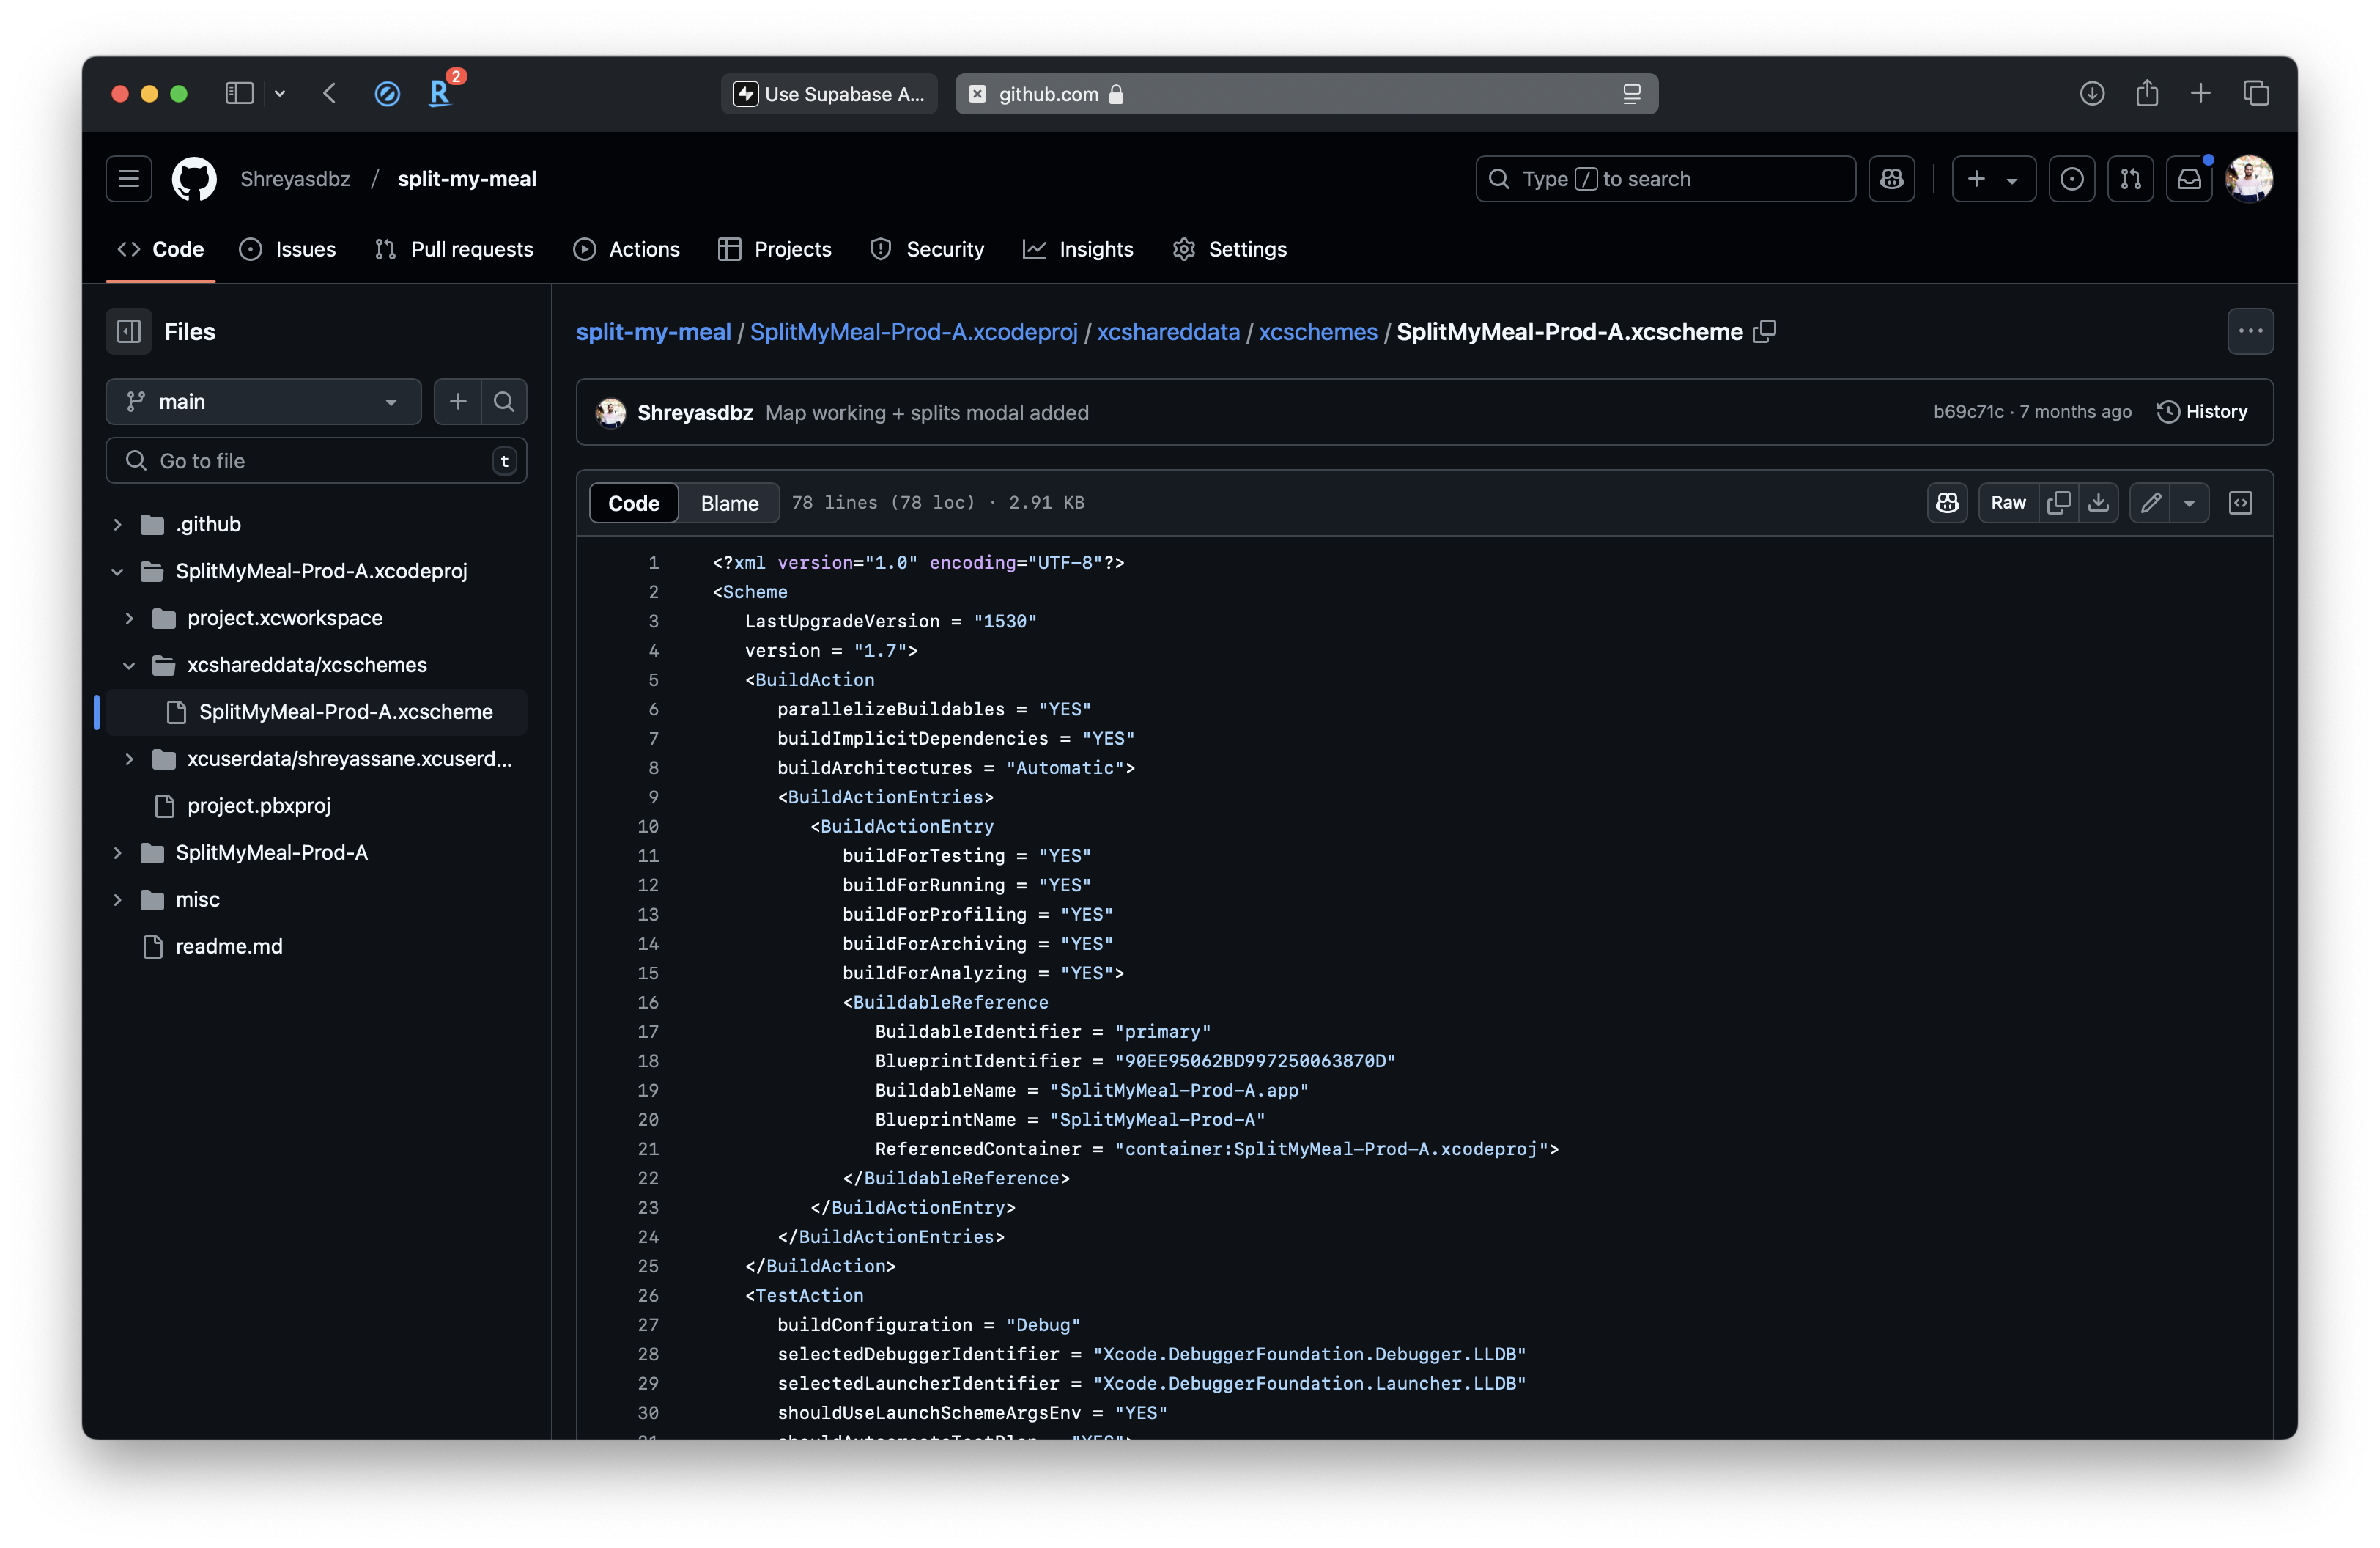 2
Use Supabase A...
github.com
Shreyasdbz / split-my-meal
Type / to search
Code
Issues
Pull requests
Actions
Projects
Security
Insights
Settings
Files
main
Go to file
t
.github
SplitMyMeal-Prod-A.xcodeproj
project.xcworkspace
xcshareddata/xcschemes
SplitMyMeal-Prod-A.xcscheme
xcuserdata/shreyassane.xcuserd...
project.pbxproj
SplitMyMeal-Prod-A
misc
readme.md
split-my-meal / SplitMyMeal-Prod-A.xcodeproj / xcshareddata / xcschemes / SplitMyMeal-Prod-A.xcscheme
Shreyasdbz Map working + splits modal added
b69c71c · 7 months ago
History
Code
Blame
78 lines (78 loc) · 2.91 KB
Raw
1 <?xml version="1.0" encoding="UTF-8"?>
2 <Scheme
3 LastUpgradeVersion = "1530"
4 version = "1.7">
5 <BuildAction
6 parallelizeBuildables = "YES"
7 buildImplicitDependencies = "YES"
8 buildArchitectures = "Automatic">
9 <BuildActionEntries>
10 <BuildActionEntry
11 buildForTesting = "YES"
12 buildForRunning = "YES"
13 buildForProfiling = "YES"
14 buildForArchiving = "YES"
15 buildForAnalyzing = "YES">
16 <BuildableReference
17 BuildableIdentifier = "primary"
18 BlueprintIdentifier = "90EE95062BD997250063870D"
19 BuildableName = "SplitMyMeal-Prod-A.app"
20 BlueprintName = "SplitMyMeal-Prod-A"
21 ReferencedContainer = "container:SplitMyMeal-Prod-A.xcodeproj">
22 </BuildableReference>
23 </BuildActionEntry>
24 </BuildActionEntries>
25 </BuildAction>
26 <TestAction
27 buildConfiguration = "Debug"
28 selectedDebuggerIdentifier = "Xcode.DebuggerFoundation.Debugger.LLDB"
29 selectedLauncherIdentifier = "Xcode.DebuggerFoundation.Launcher.LLDB"
30 shouldUseLaunchSchemeArgsEnv = "YES"